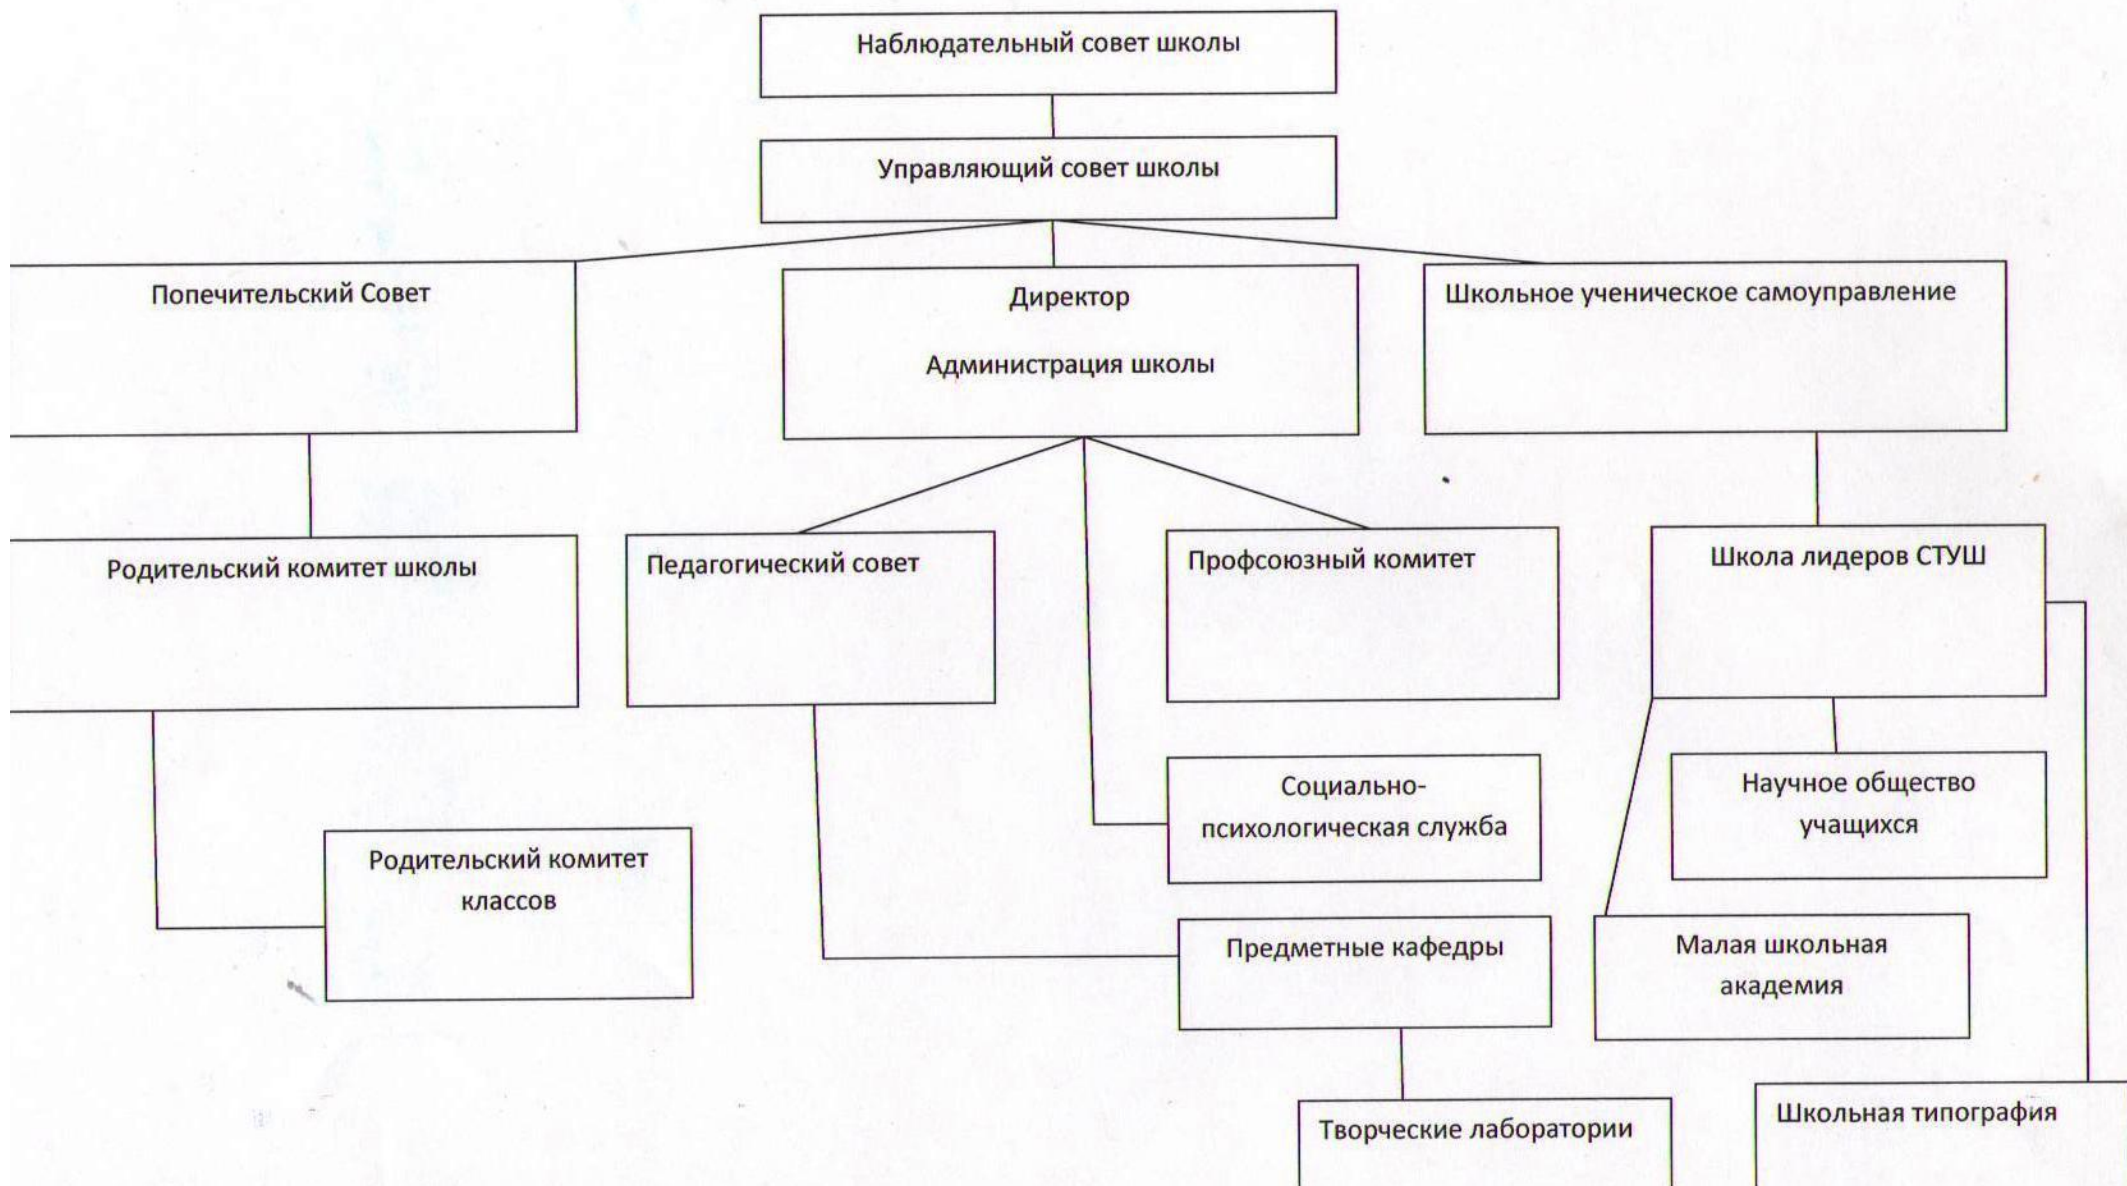 Наблюдательный совет школы
Управляющий совет школы
Попечительский Совет
Директор
Администрация школы
Школьное ученическое самоуправление
Родительский комитет школы
Педагогический совет
Профсоюзный комитет
Школа лидеров СТУШ
Социально-
психологическая служба
Научное общество
учащихся
Родительский комитет
классов
Предметные кафедры
Малая школьная
академия
Творческие лаборатории
Школьная типография